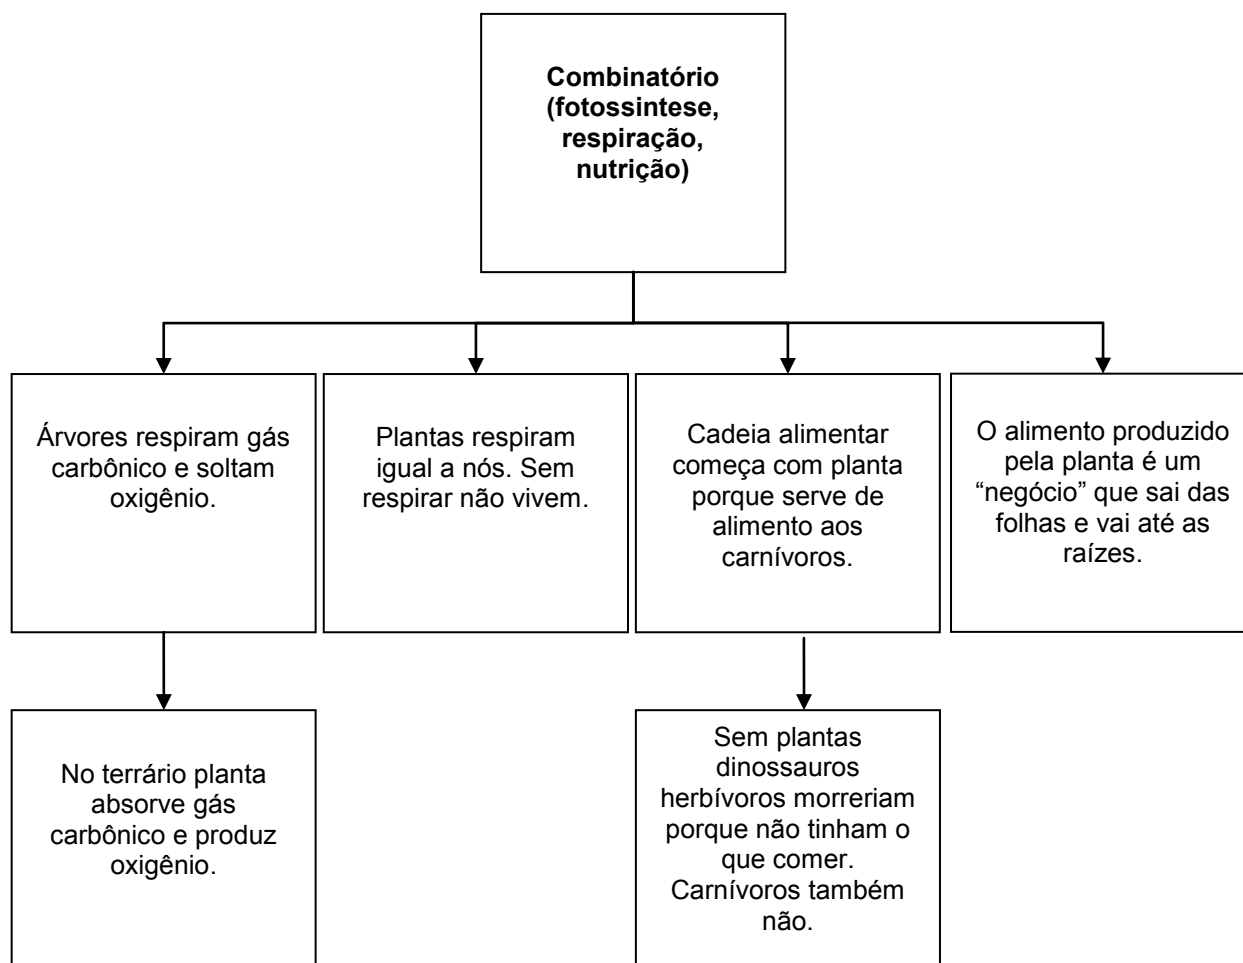 Combinatório
(fotossintese,
respiração,
nutrição)
Árvores respiram gás
carbônico e soltam
oxigênio.
Plantas respiram
igual a nós. Sem
respirar não vivem.
Cadeia alimentar
começa com planta
porque serve de
alimento aos
carnívoros.
O alimento produzido
pela planta é um
“negócio” que sai das
folhas e vai até as
raízes.
No terrário planta
absorve gás
carbônico e produz
oxigênio.
Sem plantas
dinossauros
herbívoros morreriam
porque não tinham o
que comer.
Carnívoros também
não.